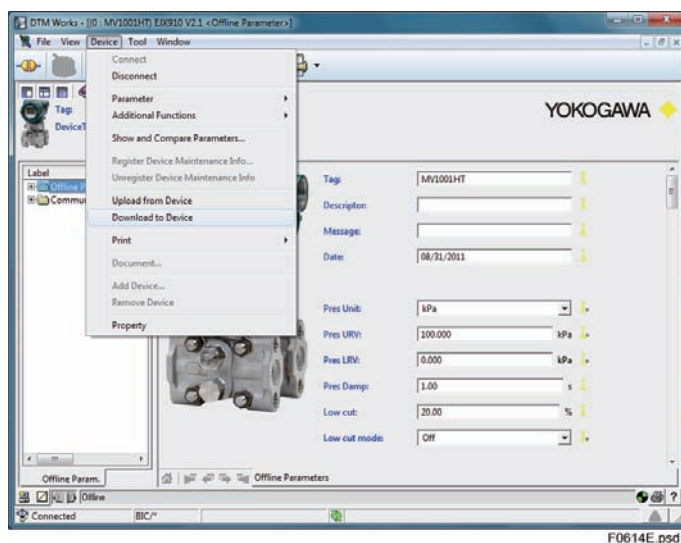 DTM Works - [(0 : MV1001HT) EJX910 V2.1 <Offline Parameter>]
File View Device Tool Window
Connect
Disconnect
Parameter
Additional Functions
Show and Compare Parameters...
Register Device Maintenance Info...
Unregister Device Maintenance Info
Upload from Device
Download to Device
Print
Document...
Add Device...
Remove Device
Property
Tag:
YOKOGAWA
Label
Offline
Tag: MV1001HT
Descriptor:
Message:
Date: 08/31/2011
Pres Unit: kPa
Pres URV: 100.000 kPa
Pres LRV: 0.000 kPa
Pres Damp: 1.00 s
Low cut: 20.00 %
Low cut mode: Off
Offline Param.
Offline Parameters
Offline
Connected BIC/*
F0614E.psd